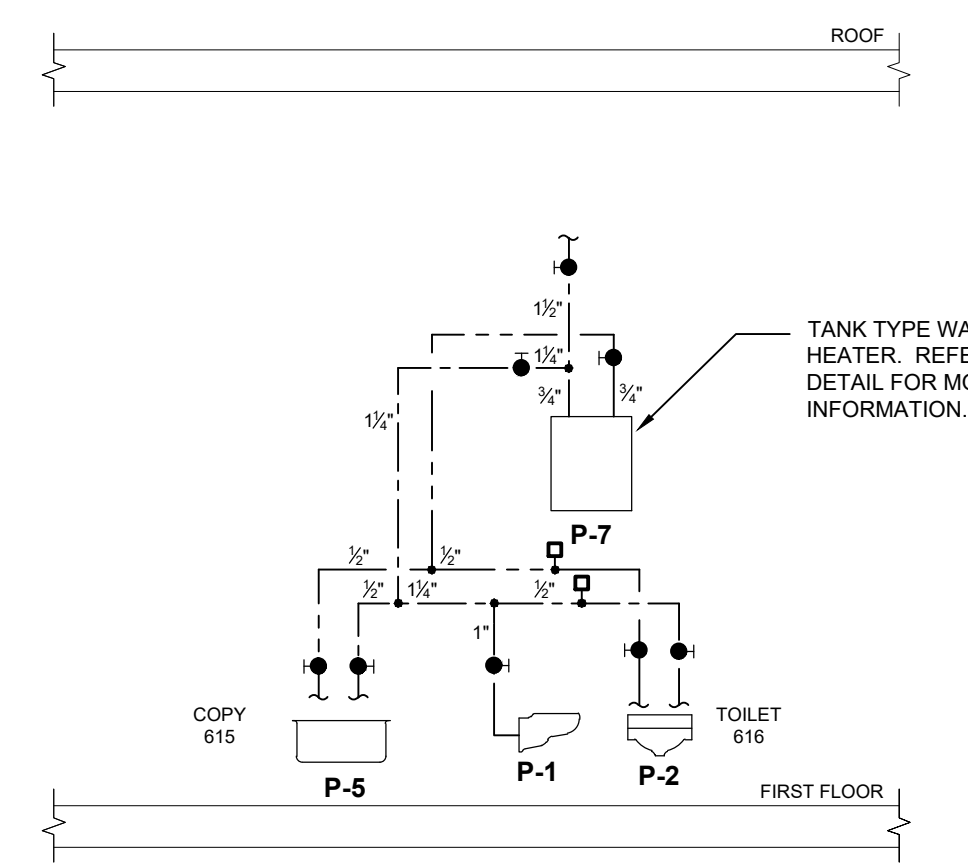 ROOF
1½"
1¼"
¾"
¾"
TANK TYPE WA
HEATER. REFE
DETAIL FOR MO
INFORMATION.
1¼"
P-7
½"
½"
½"
1¼"
½"
1"
COPY
615
TOILET
616
P-5
P-1
P-2
FIRST FLOOR